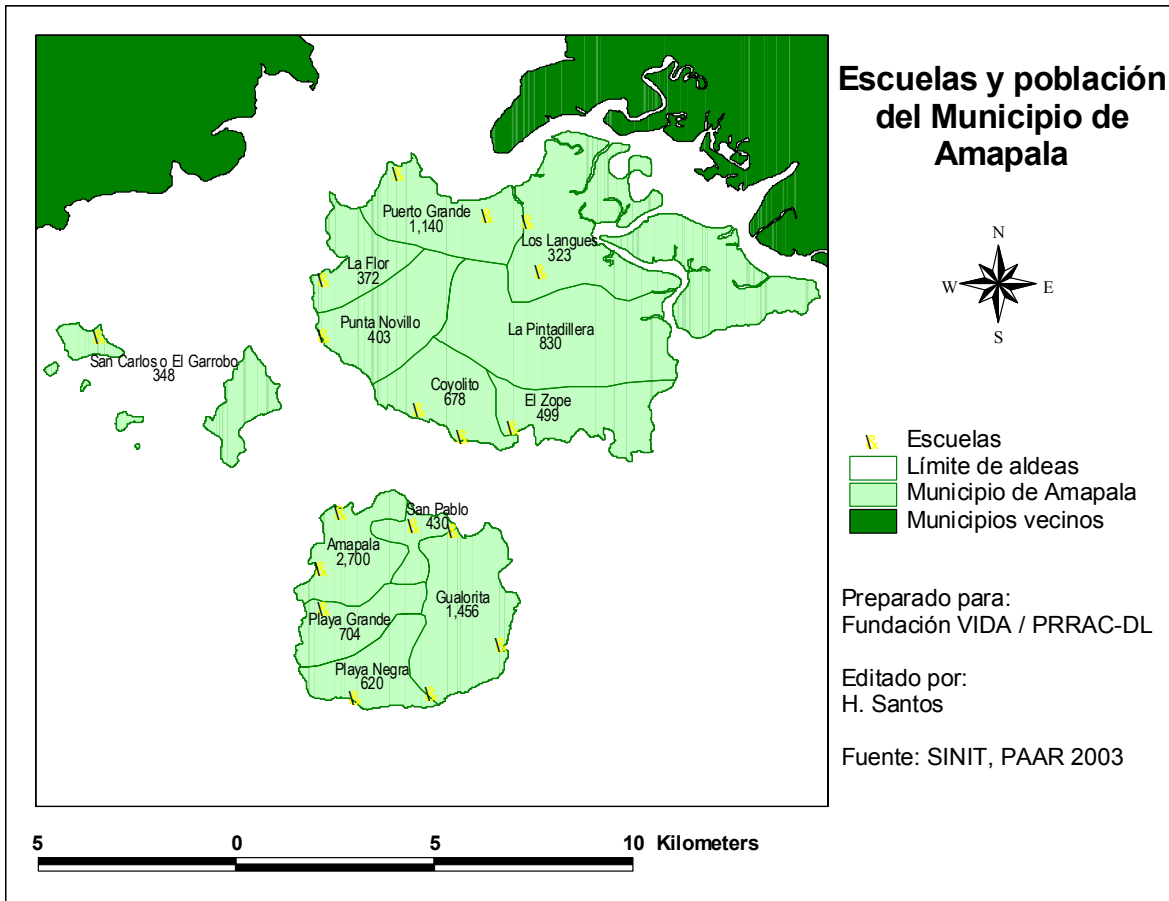 Escuelas y población
del Municipio de
Amapala
N
W
E
S
Puerto Grande
1,140
Los Langues
323
La Flor
372
Punta Novillo
403
La Pintadillera
830
San Carlos o El Garrobo
348
Coyolito
678
El Zope
499
San Pablo
430
Amapala
2,700
Gualorita
1,456
Playa Grande
704
Playa Negra
620
Escuelas
Límite de aldeas
Municipio de Amapala
Municipios vecinos
Preparado para:
Fundación VIDA / PRRAC-DL
Editado por:
H. Santos
Fuente: SINIT, PAAR 2003
5 0 5 10 Kilometers